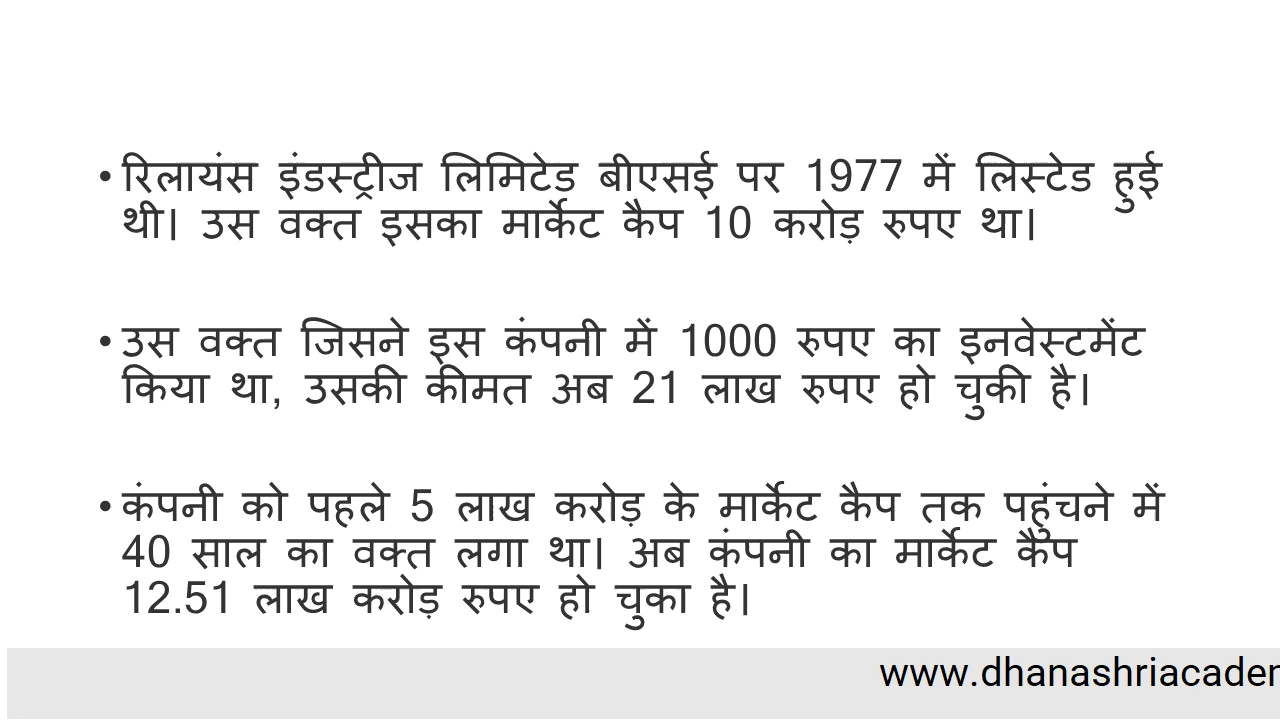 • रिलायंस इंडस्ट्रीज लिमिटेड बीएसई पर 1977 में लिस्टेड हुई
थी। उस वक्त इसका मार्केट कैप 10 करोड़ रुपए था।
• उस वक्त जिसने इस कंपनी में 1000 रुपए का इनवेस्टमेंट
किया था, उसकी कीमत अब 21 लाख रुपए हो चुकी है।
• कंपनी को पहले 5 लाख करोड़ के मार्केट कैप तक पहुंचने में
40 साल का वक्त लगा था। अब कंपनी का मार्केट कैप
12.51 लाख करोड़ रुपए हो चुका है।
www.dhanashriacader